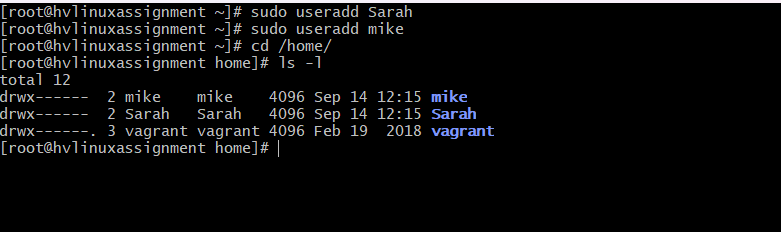 [root@hvlinuxassignment ~]# sudo useradd Sarah
[root@hvlinuxassignment ~]# sudo useradd mike
[root@hvlinuxassignment ~]# cd /home/
[root@hvlinuxassignment home]# ls -l
total 12
drwx------  2 mike    mike    4096 Sep 14 12:15 mike
drwx------  2 Sarah   Sarah   4096 Sep 14 12:15 Sarah
drwx------. 3 vagrant vagrant 4096 Feb 19  2018 vagrant
[root@hvlinuxassignment home]#